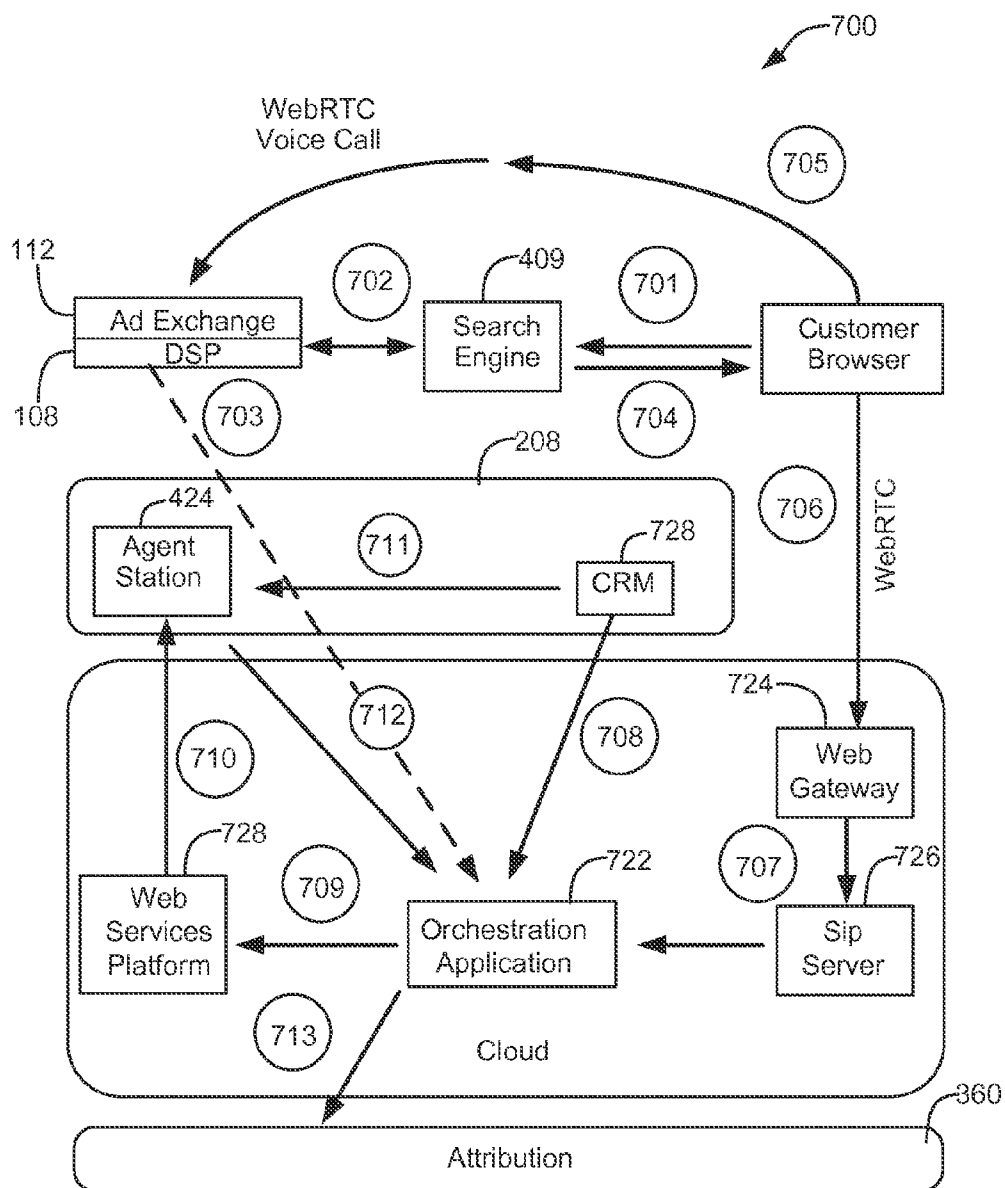 700
WebRTC
Voice Call
705
112
702
409
701
Ad Exchange
DSP
Search
Engine
Customer
Browser
108
703
704
208
424
706
WebRTC
Agent
Station
711
728
CRM
724
712
708
710
Web
Gateway
728
722
707
726
709
Web
Services
Platform
Orchestration
Application
Sip
Server
713
Cloud
360
Attribution